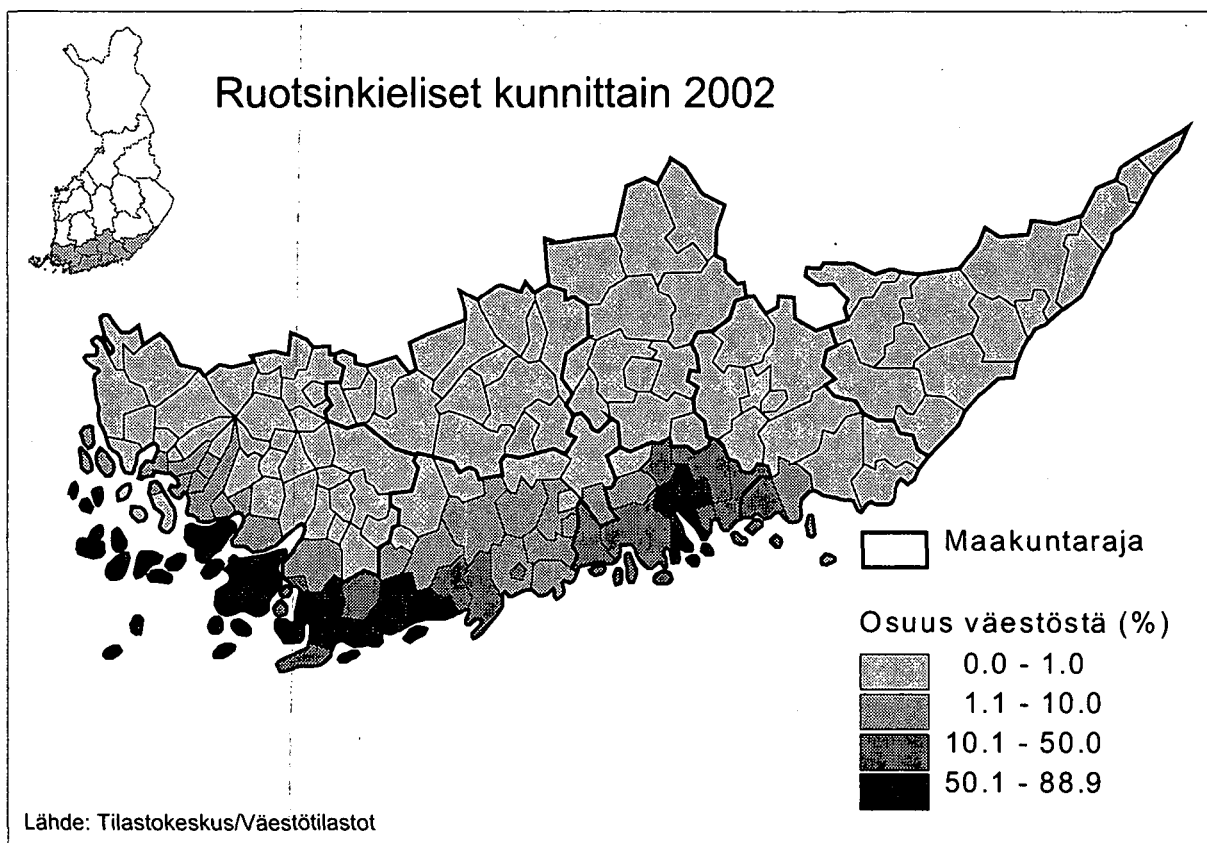 Ruotsinkieliset kunnittain 2002
Maakuntaraja
Osuus väestöstä (%)
0.0 - 1.0
1.1 - 10.0
10.1 - 50.0
50.1 - 88.9
Lähde: Tilastokeskus/Väestötilastot